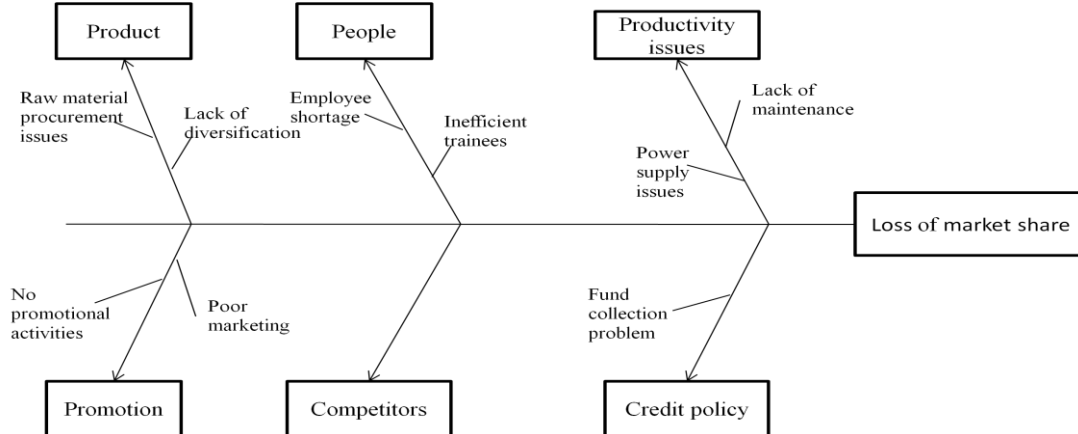 Product
People
Productivity
issues
Raw material
procurement
issues
Lack of
diversification
Employee
shortage
Inefficient
trainees
Lack of
maintenance
Power
supply
issues
Loss of market share
No
promotional
activities
Poor
marketing
Fund
collection
problem
Promotion
Competitors
Credit policy